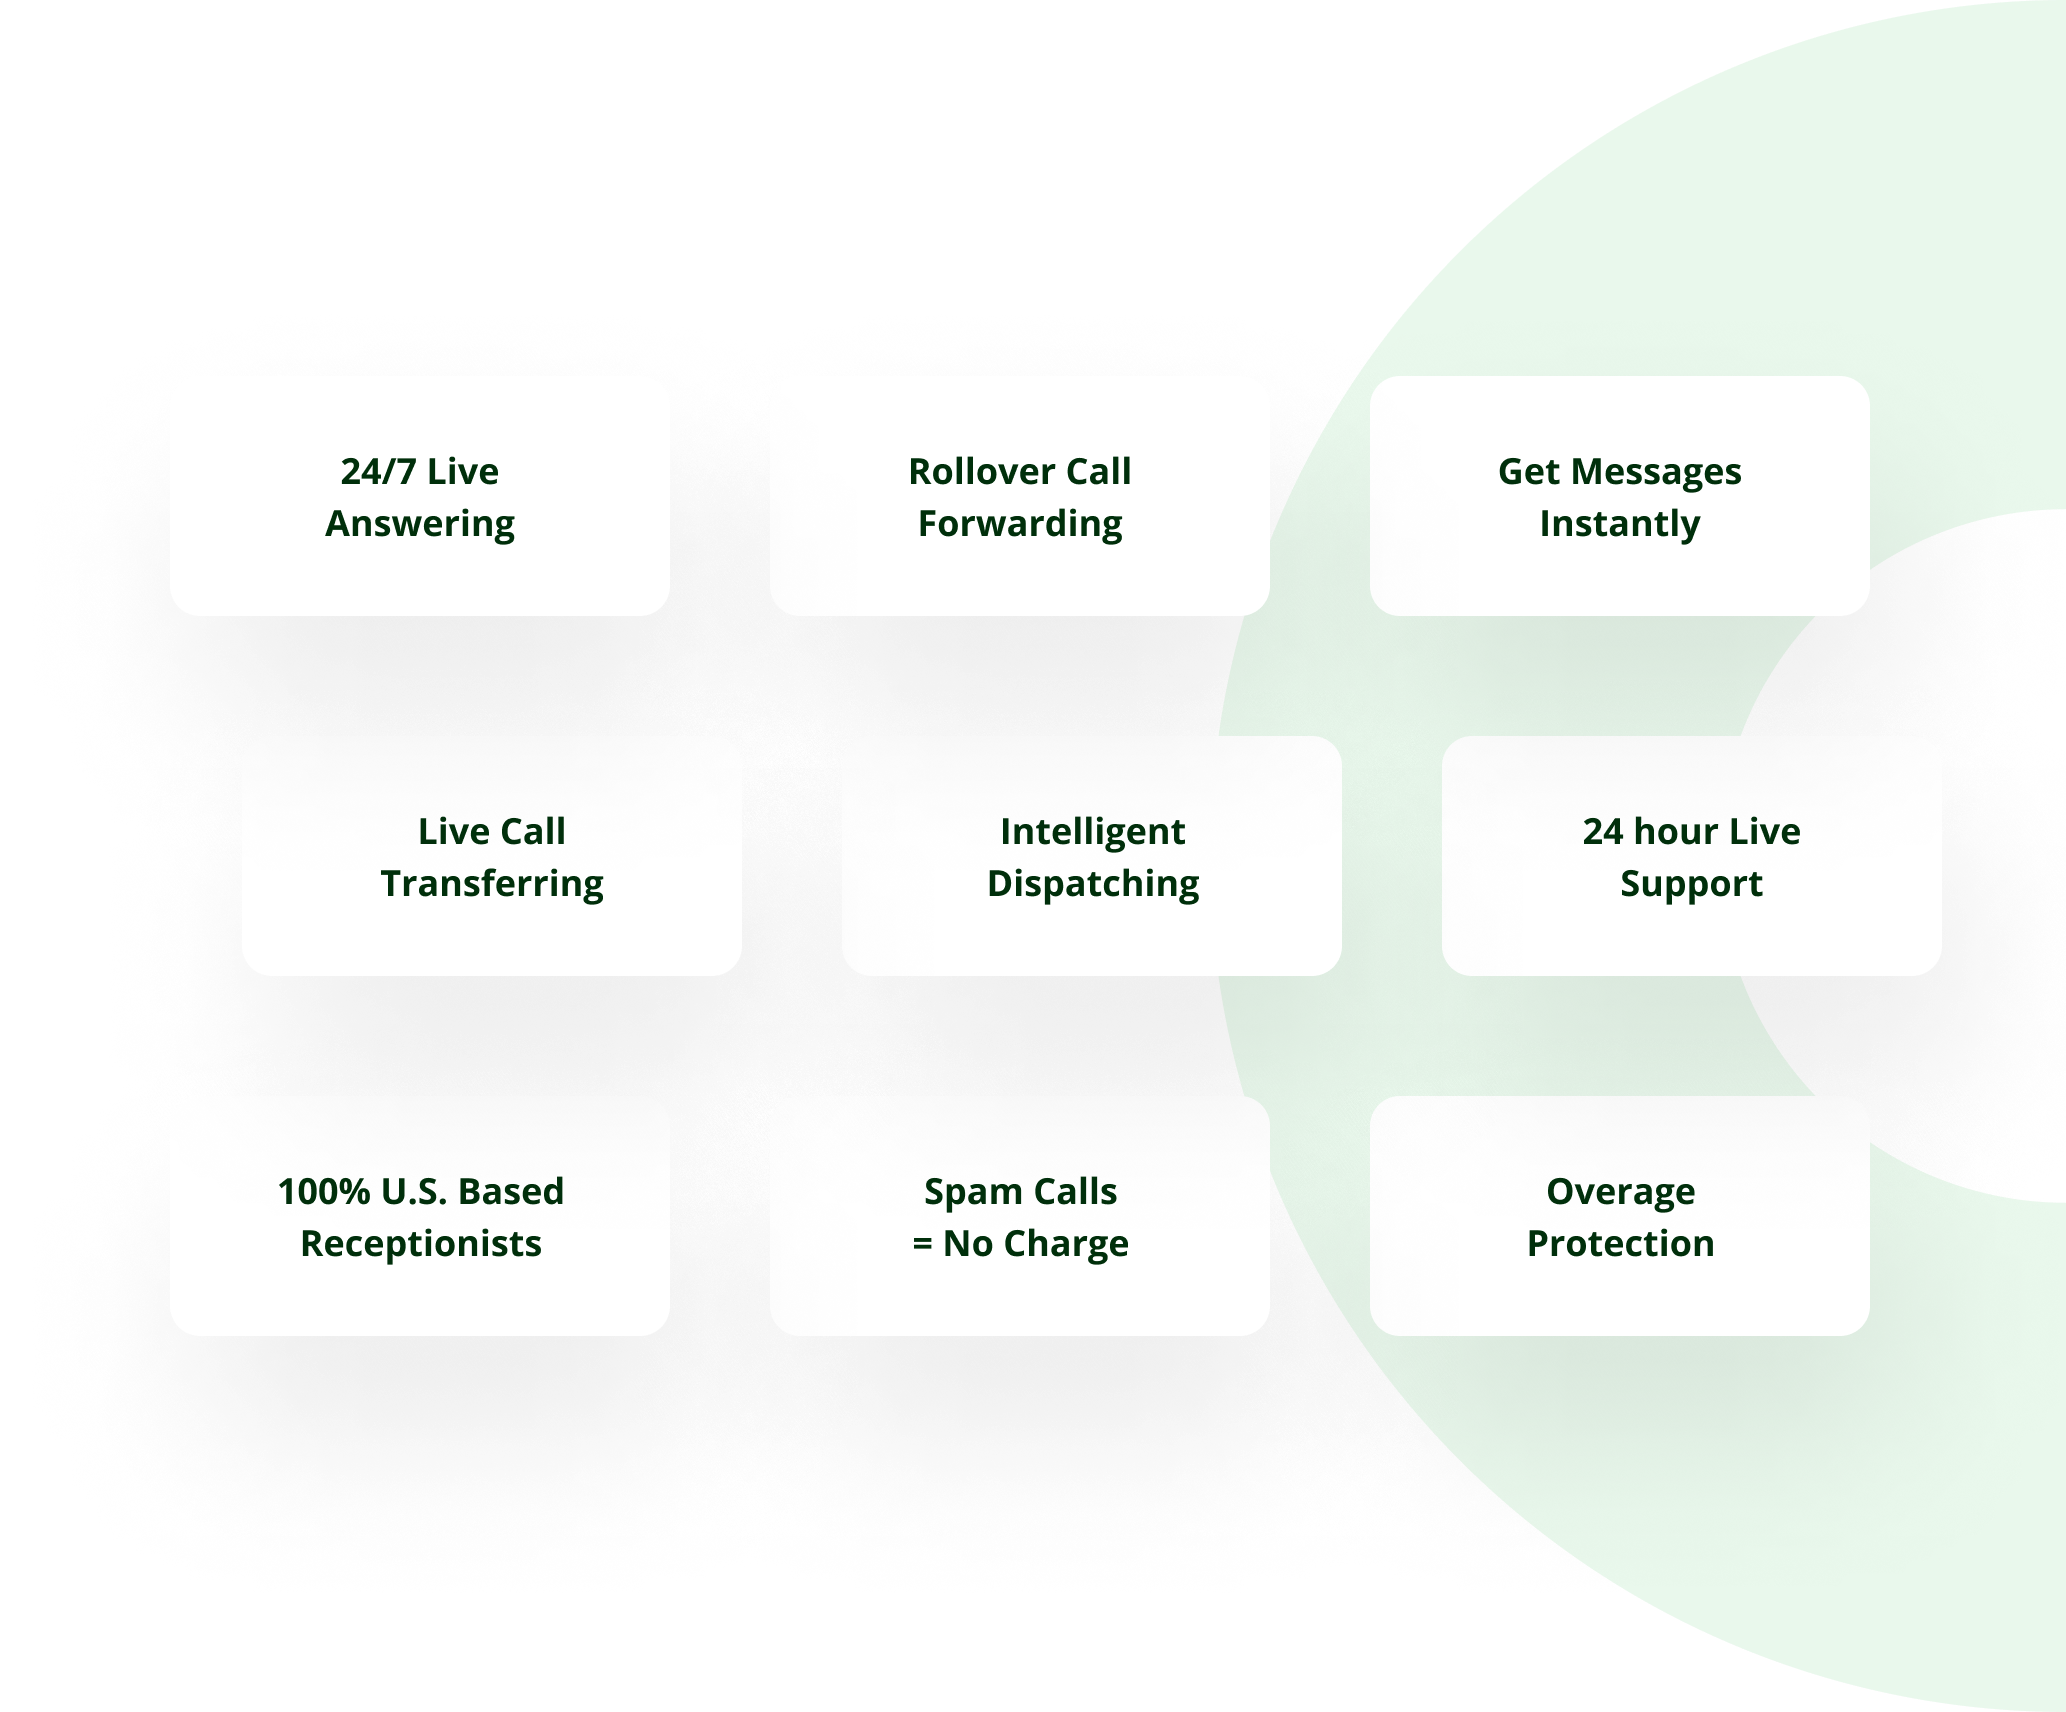 24/7 Live
Answering
Rollover Call
Forwarding
Get Messages
Instantly
Live Call
Transferring
Intelligent
Dispatching
24 hour Live
Support
100% U.S. Based
Receptionists
Spam Calls
= No Charge
Overage
Protection